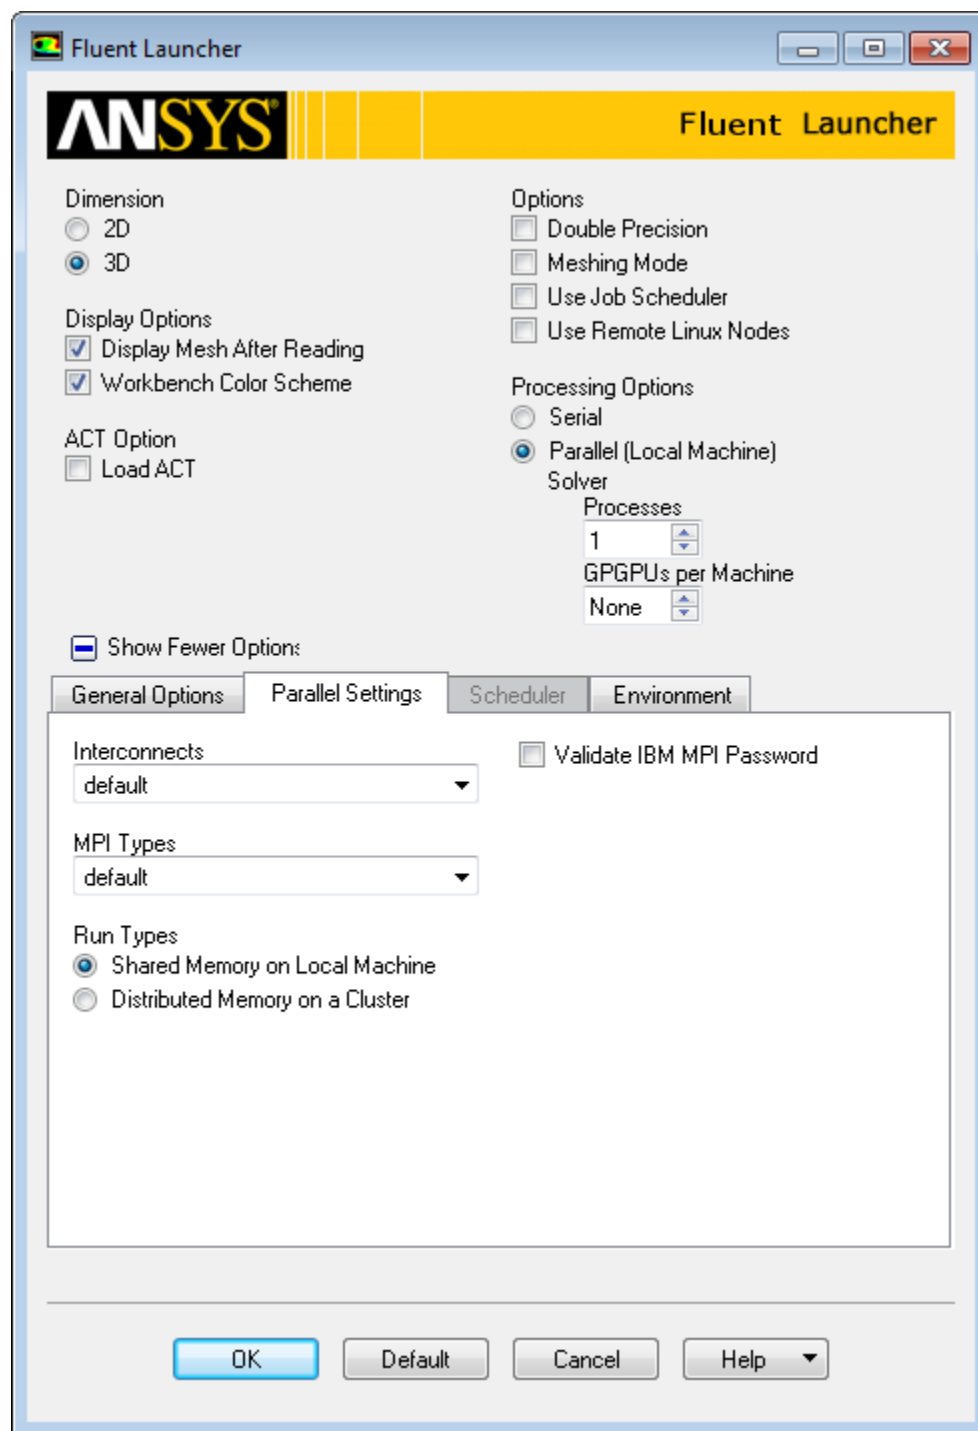 Fluent Launcher
ANSYS®
Fluent Launcher
Dimension
2D
3D
Display Options
Display Mesh After Reading
Workbench Color Scheme
ACT Option
Load ACT
Options
Double Precision
Meshing Mode
Use Job Scheduler
Use Remote Linux Nodes
Processing Options
Serial
Parallel (Local Machine)
Solver
Processes
1
GPGPUs per Machine
None
Show Fewer Options
General Options
Parallel Settings
Scheduler
Environment
Interconnects
default
MPI Types
default
Run Types
Shared Memory on Local Machine
Distributed Memory on a Cluster
Validate IBM MPI Password
OK
Default
Cancel
Help